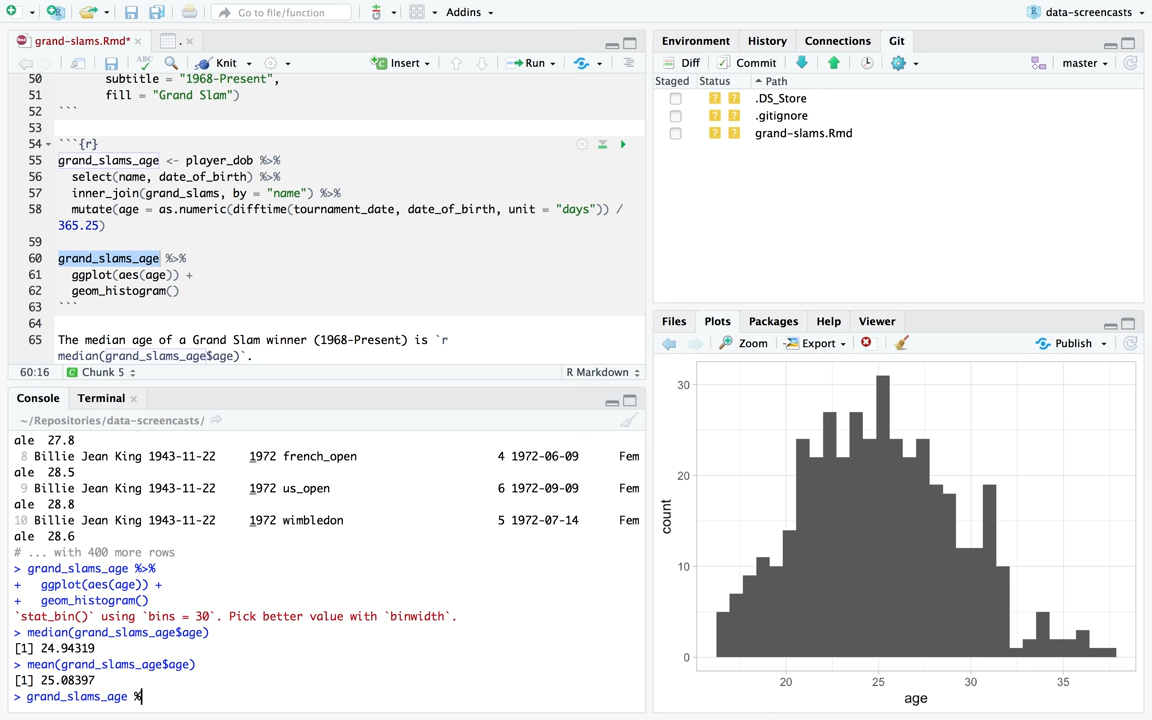 Go to file/function
Addins
data-screencasts
grand-slams.Rmd*
.
ABC
Knit
Insert
Run
50 subtitle = "1968-Present",
51 fill = "Grand Slam")
52 ```
53
54 ```{r}
55 grand_slams_age <- player_dob %>%
56 select(name, date_of_birth) %>%
57 inner_join(grand_slams, by = "name") %>%
58 mutate(age = as.numeric(difftime(tournament_date, date_of_birth, unit = "days")) /
365.25)
59
60 grand_slams_age %>%
61 ggplot(aes(age)) +
62 geom_histogram()
63 ```
64
65 The median age of a Grand Slam winner (1968-Present) is `r
median(grand_slams_age$age)`.
60:16 Chunk 5 R Markdown
Console Terminal
~/Repositories/data-screencasts/
ale 27.8
8 Billie Jean King 1943-11-22 1972 french_open 4 1972-06-09 Fem
ale 28.5
9 Billie Jean King 1943-11-22 1972 us_open 6 1972-09-09 Fem
ale 28.8
10 Billie Jean King 1943-11-22 1972 wimbledon 5 1972-07-14 Fem
ale 28.6
# ... with 400 more rows
> grand_slams_age %>%
+ ggplot(aes(age)) +
+ geom_histogram()
`stat_bin()` using `bins = 30`. Pick better value with `binwidth`.
> median(grand_slams_age$age)
[1] 24.94319
> mean(grand_slams_age$age)
[1] 25.08397
> grand_slams_age %
Environment History Connections Git
Diff Commit master
Staged Status Path
? ? .DS_Store
? ? .gitignore
? ? grand-slams.Rmd
Files Plots Packages Help Viewer
Zoom Export Publish
30
20
10
0
count
20 25 30 35
age